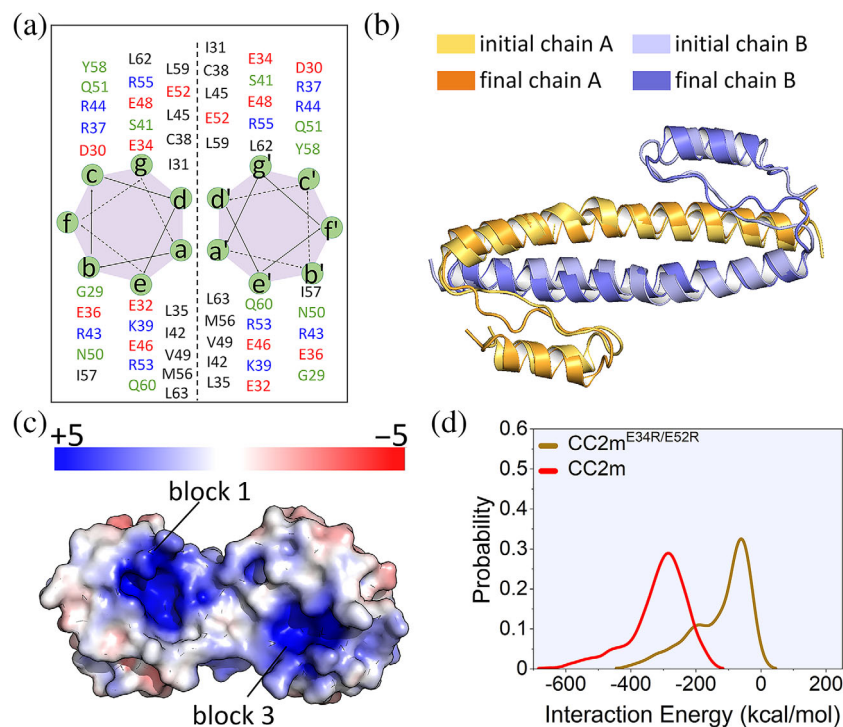 (a)
L62
Y58 R55 L59
Q51 E48 E52
R44 S41 L45
R37 E34 C38
D30 I31
I31
C38 E34 D30
L45 S41 R37
E52 E48 R44
L59 R55 Q51
L62 Y58
g
c d
f
b a
e
g'
d' c'
f'
a' b'
e'
G29 E32 L35
E36 K39 I42
R43 E46 V49
N50 R53 M56
I57 Q60 L63
L63 Q60 I57
M56 R53 N50
V49 E46 R43
I42 K39 E36
L35 E32 G29
(b)
initial chain A initial chain B
final chain A final chain B
(c)
+5 −5
block 1
block 3
(d)
CC2m^E34R/E52R
CC2m
Probability
0.6
0.5
0.4
0.3
0.2
0.1
0
-600 -400 -200 0 200
Interaction Energy (kcal/mol)